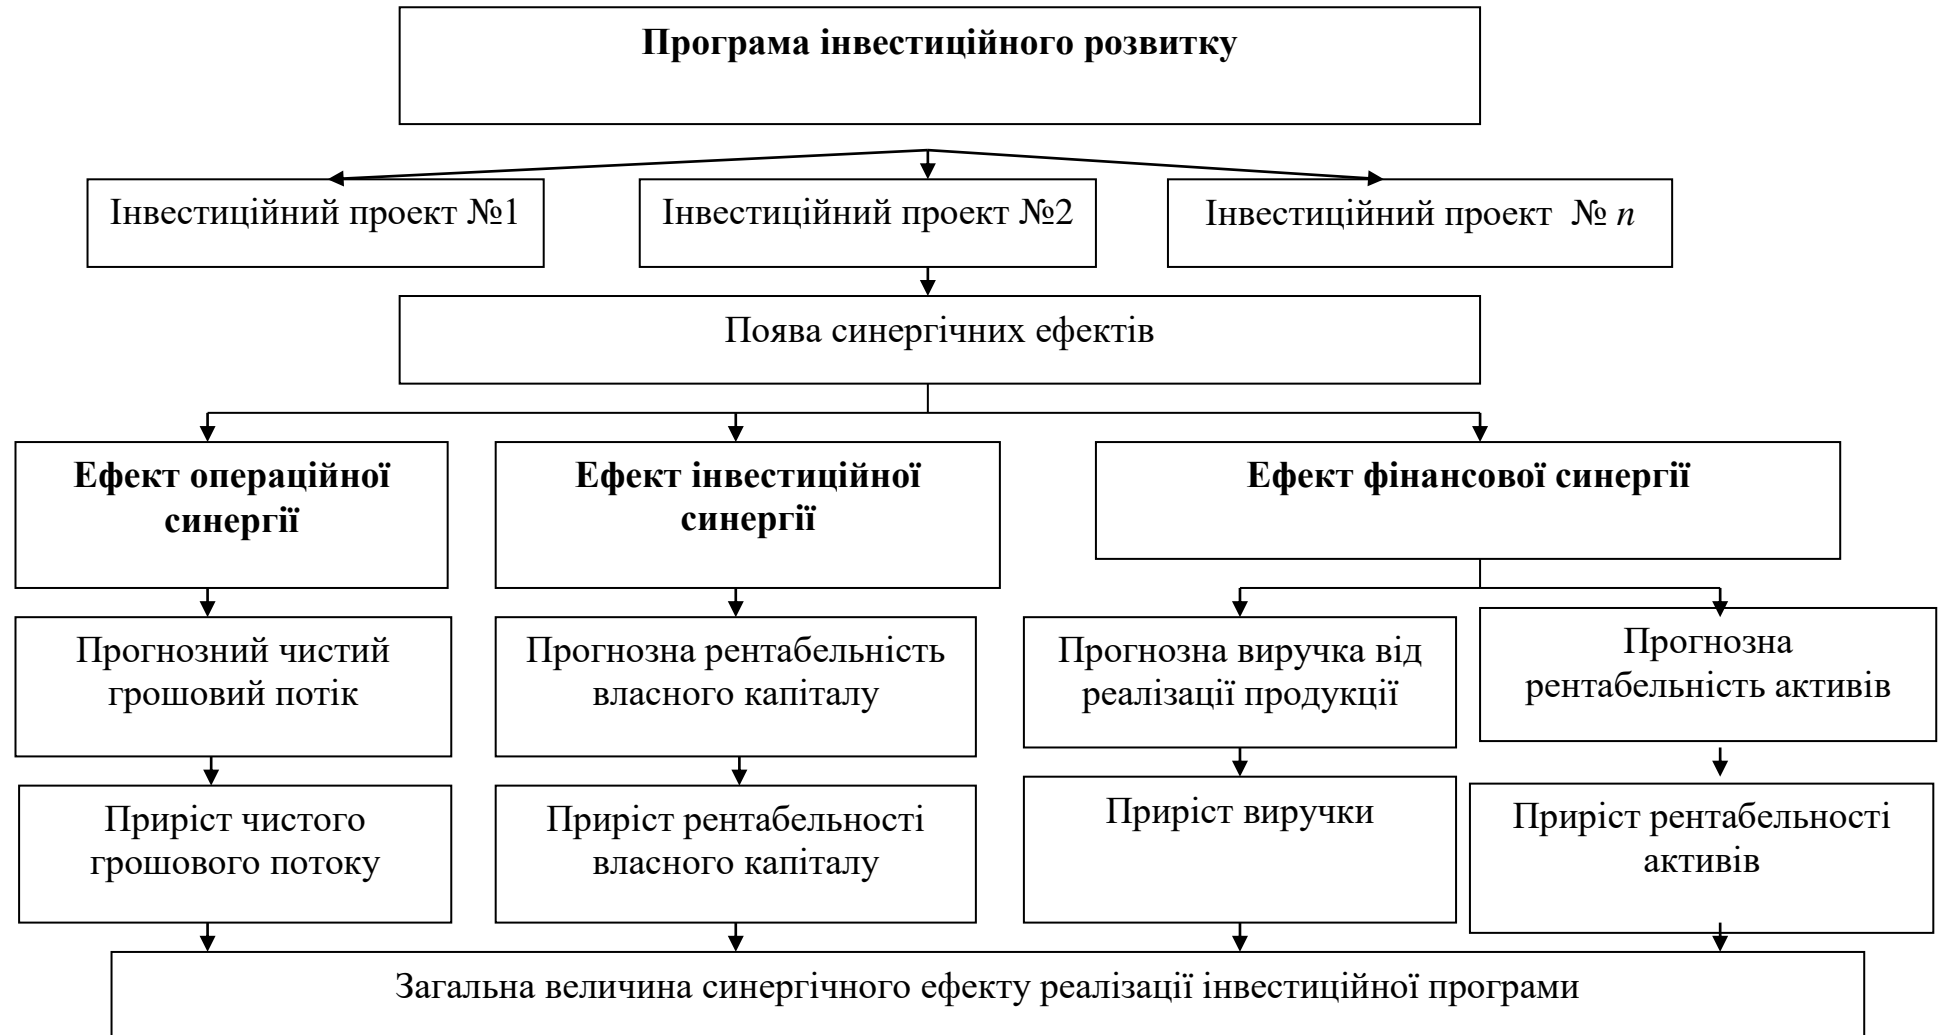 Програма інвестиційного розвитку
Інвестиційний проект №1
Інвестиційний проект №2
Інвестиційний проект № n
Поява синергічних ефектів
Ефект операційної
синергії
Ефект інвестиційної
синергії
Ефект фінансової синергії
Прогнозний чистий
грошовий потік
Прогнозна рентабельність
власного капіталу
Прогнозна виручка від
реалізації продукції
Прогнозна
рентабельність активів
Приріст чистого
грошового потоку
Приріст рентабельності
власного капіталу
Приріст виручки
Приріст рентабельності
активів
Загальна величина синергічного ефекту реалізації інвестиційної програми